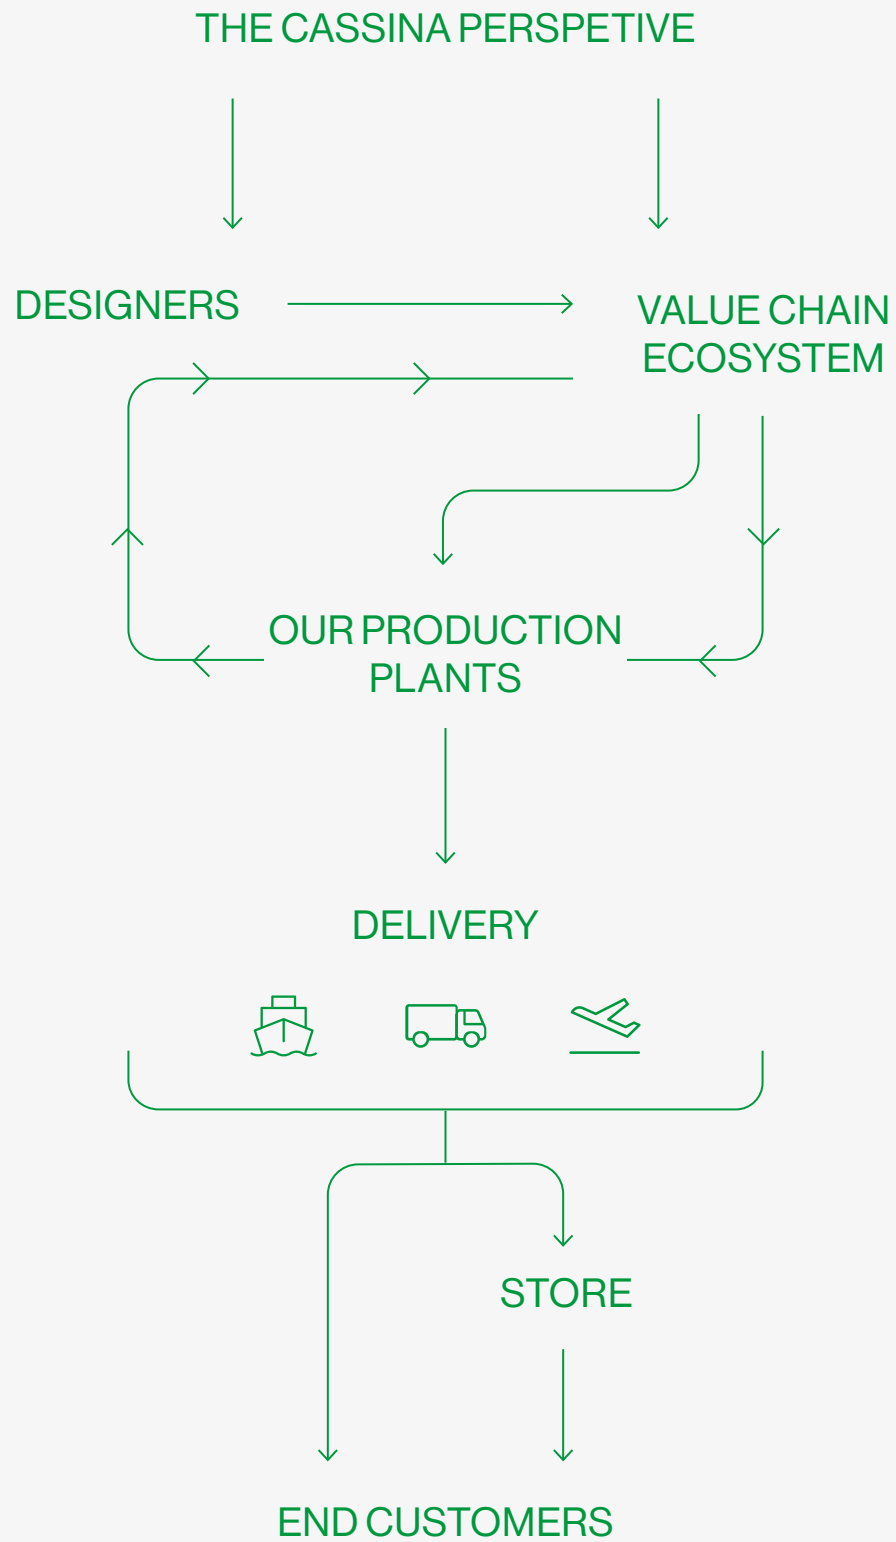 THE CASSINA PERSPETIVE
DESIGNERS
VALUE CHAIN
ECOSYSTEM
OUR PRODUCTION
PLANTS
DELIVERY
STORE
END CUSTOMERS